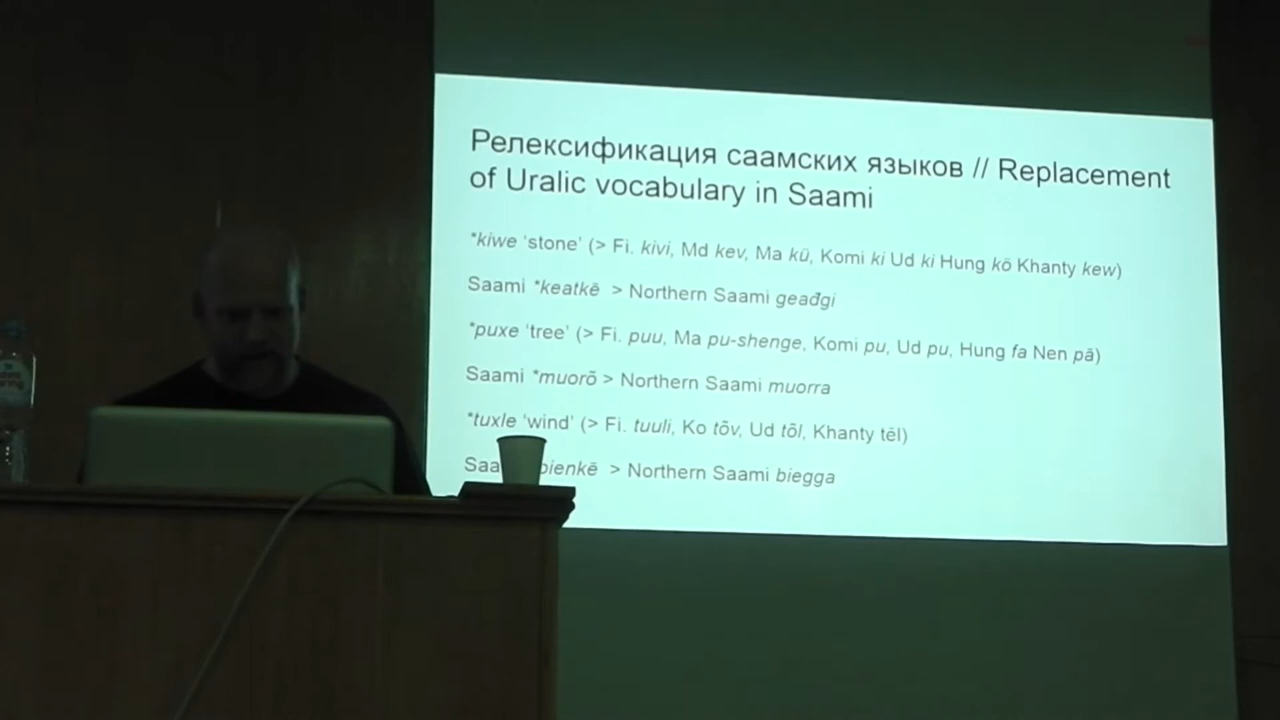 Релексификация саамских языков // Replacement
of Uralic vocabulary in Saami
*kiwe ‘stone’ (> Fi. kivi, Md kev, Ma kü, Komi ki Ud ki Hung kő Khanty kew)
Saami *keatkē > Northern Saami geađgi
*puxe ‘tree’ (> Fi. puu, Ma pu-shenge, Komi pu, Ud pu, Hung fa Nen pā)
Saami *muorō > Northern Saami muorra
*tuxle ‘wind’ (> Fi. tuuli, Ko tõv, Ud tõl, Khanty tēl)
> Northern Saami biegga